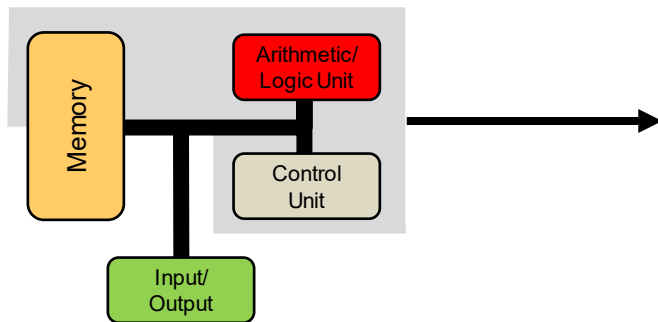 Memory
Arithmetic/
Logic Unit
Control
Unit
Input/
Output